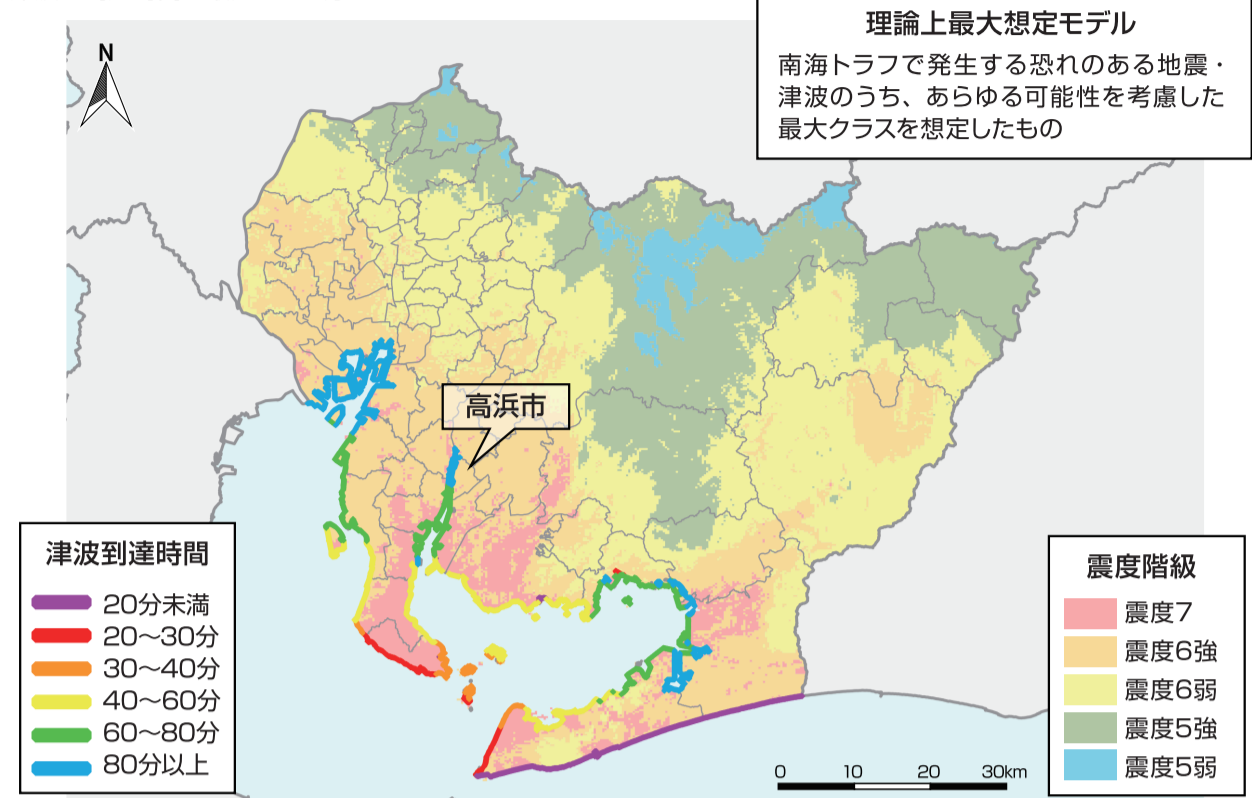 N
理論上最大想定モデル
南海トラフで発生する恐れのある地震・
津波のうち、あらゆる可能性を考慮した
最大クラスを想定したもの
高浜市
津波到達時間
20分未満
20～30分
30～40分
40～60分
60～80分
80分以上
震度階級
震度7
震度6強
震度6弱
震度5強
震度5弱
0 10 20 30km